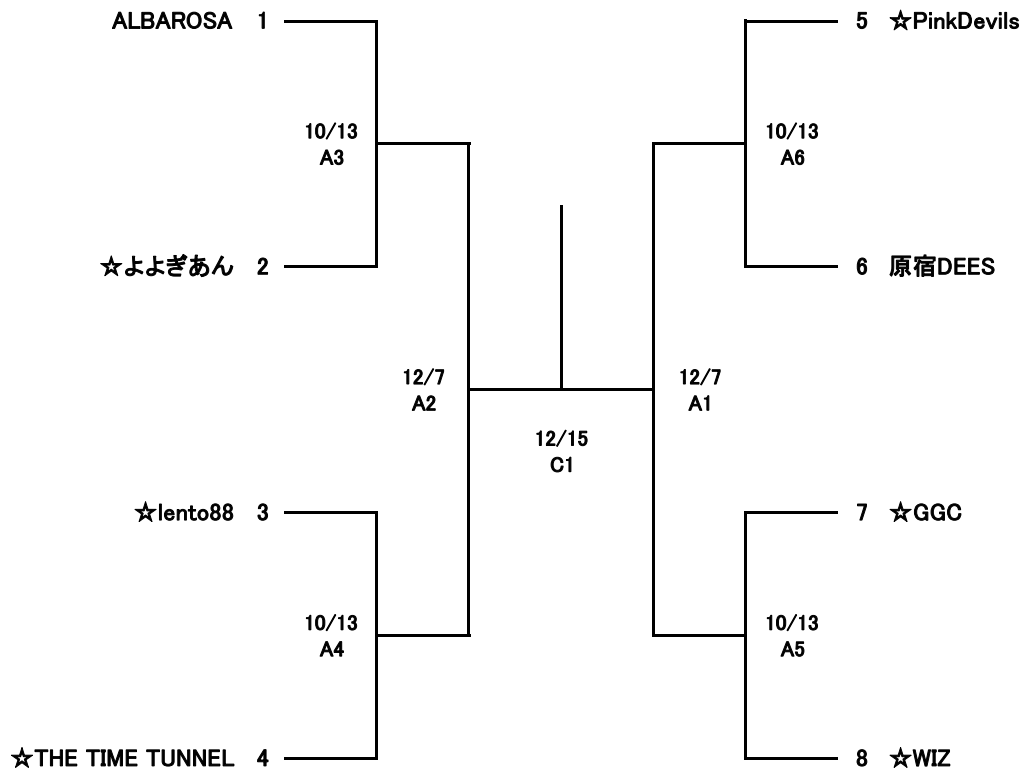 ALBAROSA 1
5 ☆PinkDevils
10/13
A3
10/13
A6
☆よよぎあん 2
6 原宿DEES
12/7
A2
12/7
A1
12/15
C1
☆lento88 3
7 ☆GGC
10/13
A4
10/13
A5
☆THE TIME TUNNEL 4
8 ☆WIZ